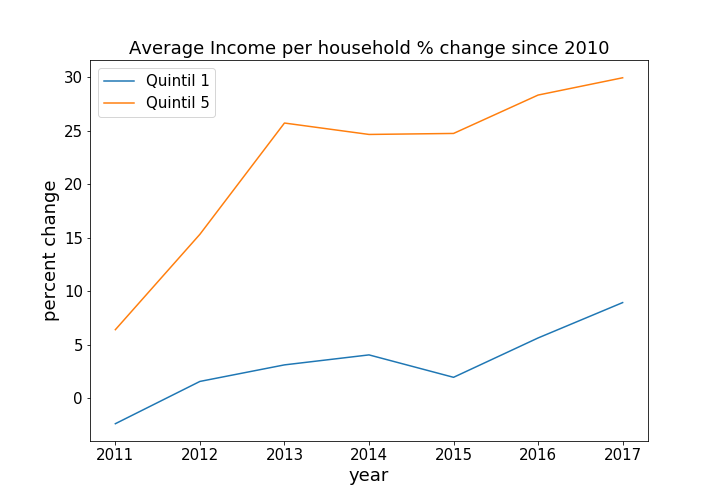 Average Income per household % change since 2010
Quintil 1
Quintil 5
percent change
30
25
20
15
10
5
0
2011 2012 2013 2014 2015 2016 2017
year